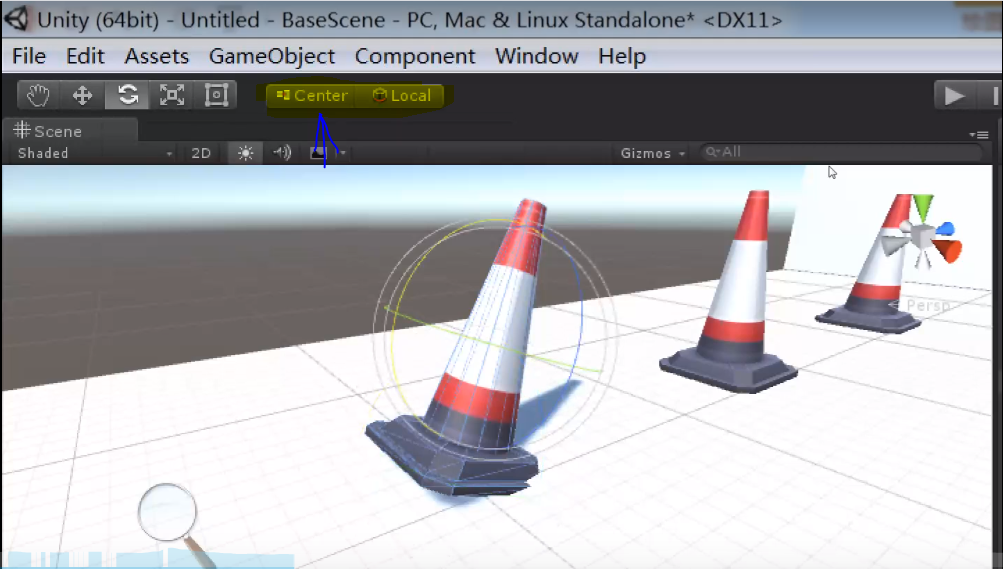 Unity (64bit) - Untitled - BaseScene - PC, Mac & Linux Standalone* <DX11>
File Edit Assets GameObject Component Window Help
Center Local
Scene
Shaded 2D Gizmos All
Persp